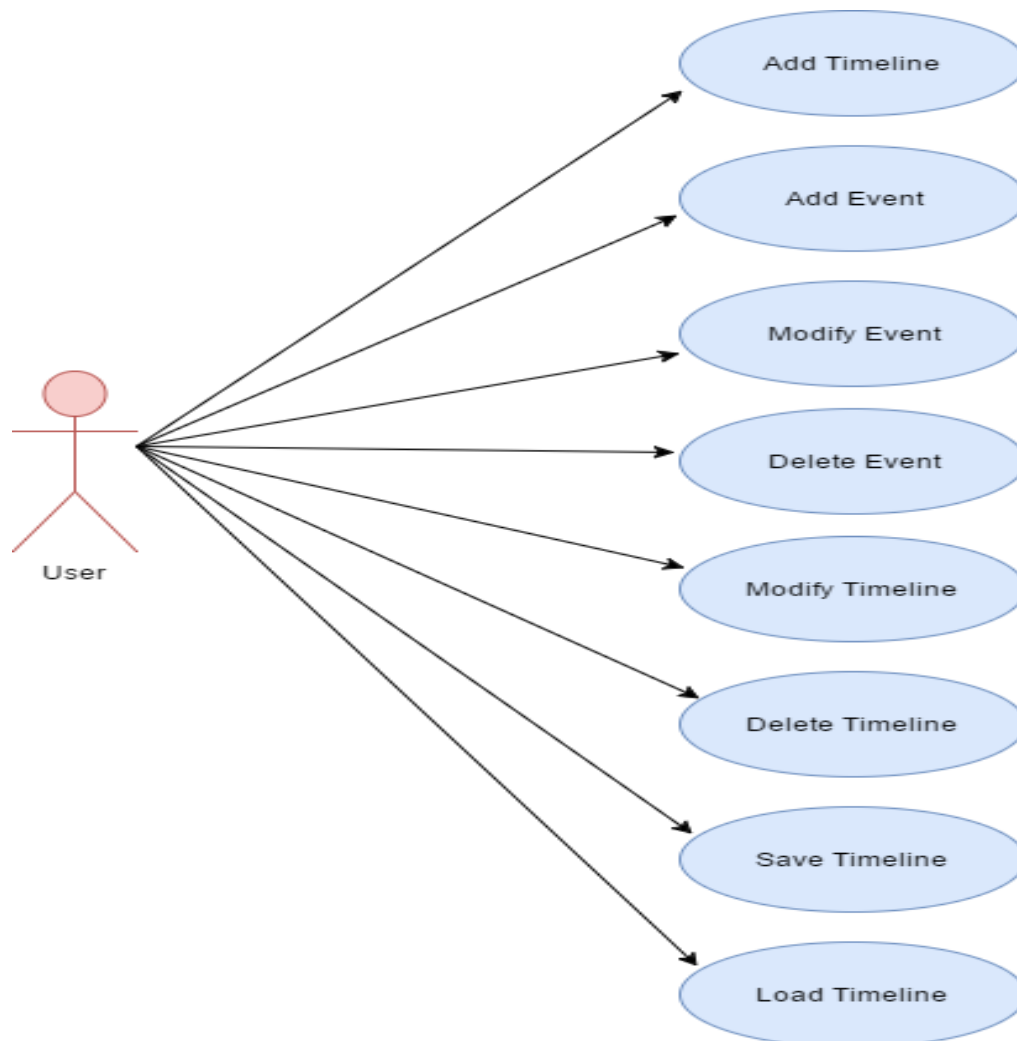 Add Timeline
Add Event
Modify Event
Delete Event
User
Modify Timeline
Delete Timeline
Save Timeline
Load Timeline